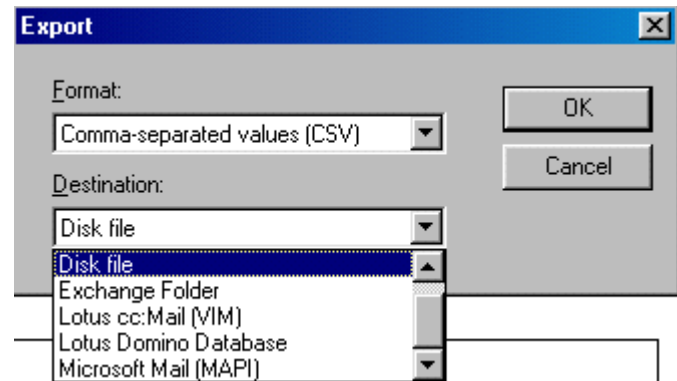 Export
Format:
OK
Comma-separated values (CSV)
Cancel
Destination:
Disk file
Disk file
Exchange Folder
Lotus cc:Mail (VIM)
Lotus Domino Database
Microsoft Mail (MAPI)